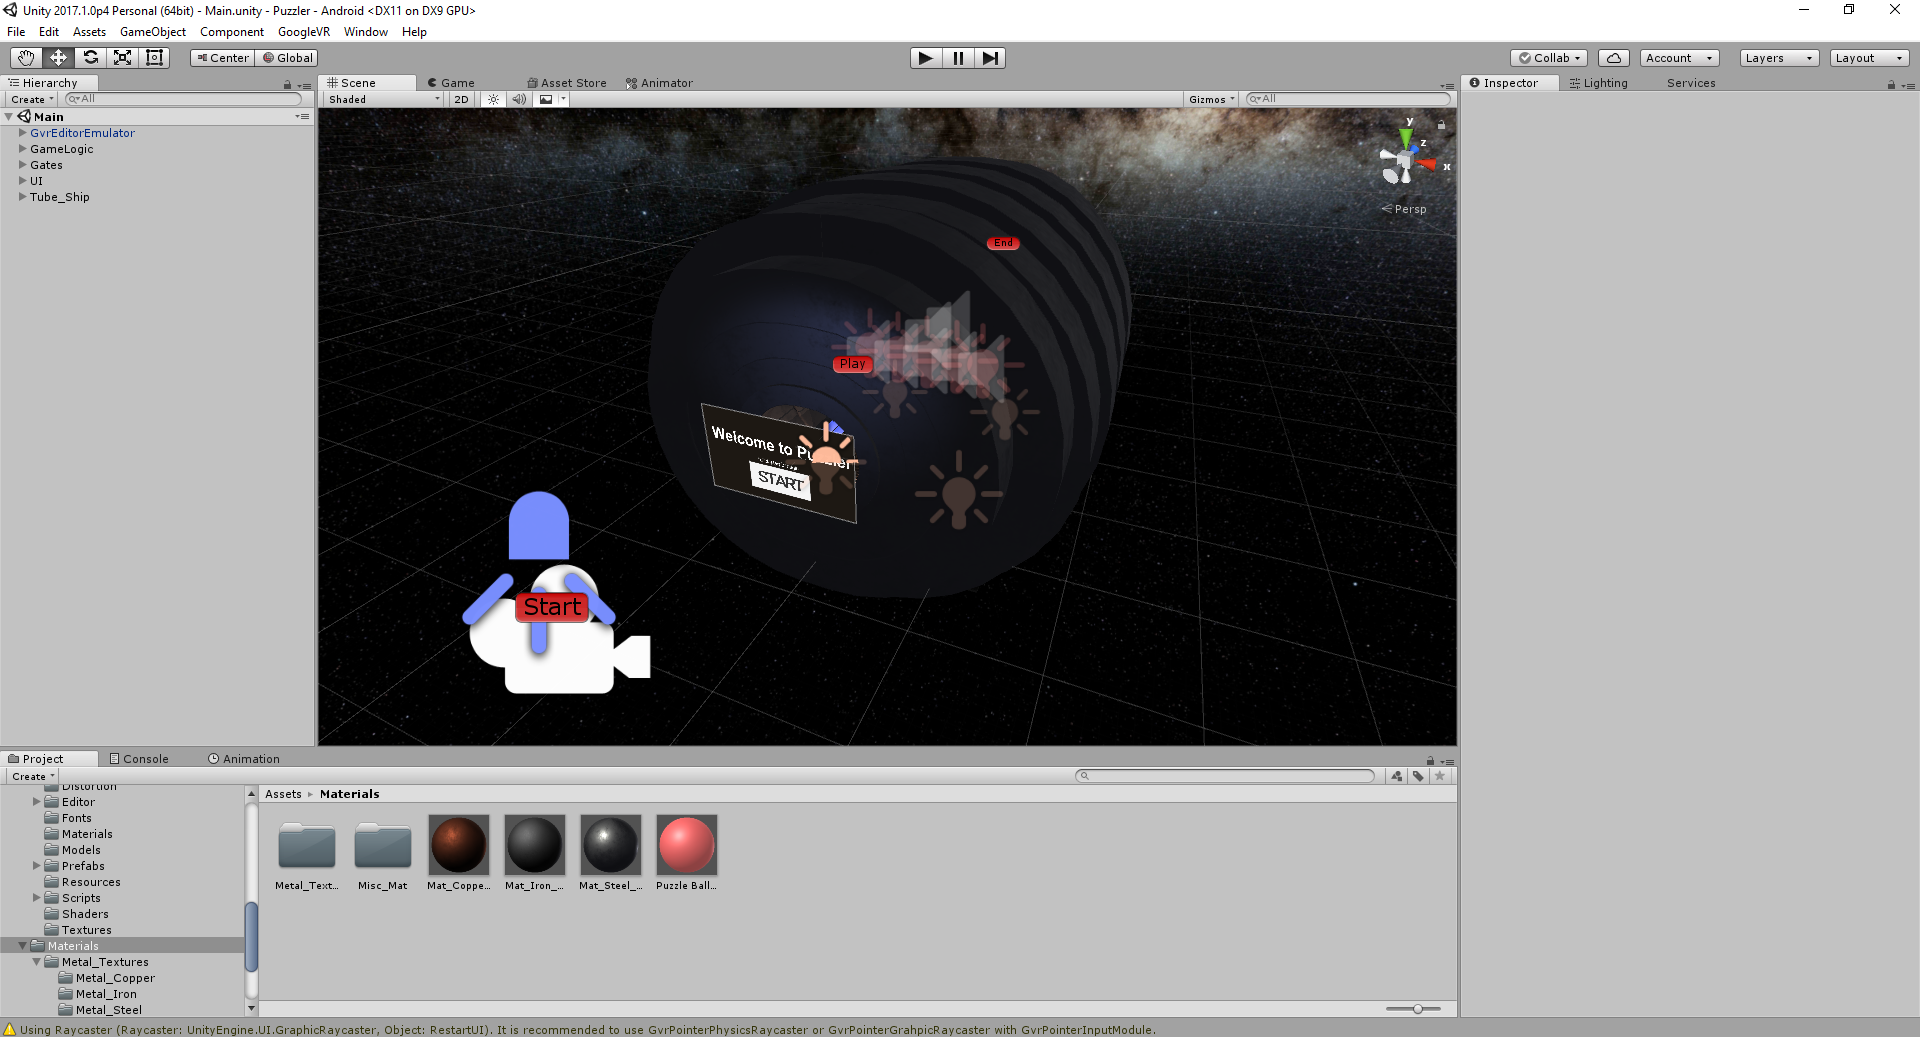 Unity 2017.1.0p4 Personal (64bit) - Main.unity - Puzzler - Android <DX11 on DX9 GPU>
File Edit Assets GameObject Component GoogleVR Window Help
Center Global Collab Account Layers Layout
Hierarchy Scene Game Asset Store Animator Inspector Lighting Services
Create All Shaded 2D Gizmos All
Main
GvrEditorEmulator
GameLogic
Gates
UI
Tube_Ship
y
z
x
Persp
End
Play
Welcome to Puzzler
START
Start
Project Console Animation
Create
Distortion
Editor
Fonts
Materials
Models
Prefabs
Resources
Scripts
Shaders
Textures
Materials
Metal_Textures
Metal_Copper
Metal_Iron
Metal_Steel
Assets Materials
Metal_Text... Misc_Mat Mat_Coppe... Mat_Iron_... Mat_Steel_... Puzzle Ball...
Using Raycaster (Raycaster: UnityEngine.UI.GraphicRaycaster, Object: RestartUI). It is recommended to use GvrPointerPhysicsRaycaster or GvrPointerGrahpicRaycaster with GvrPointerInputModule.